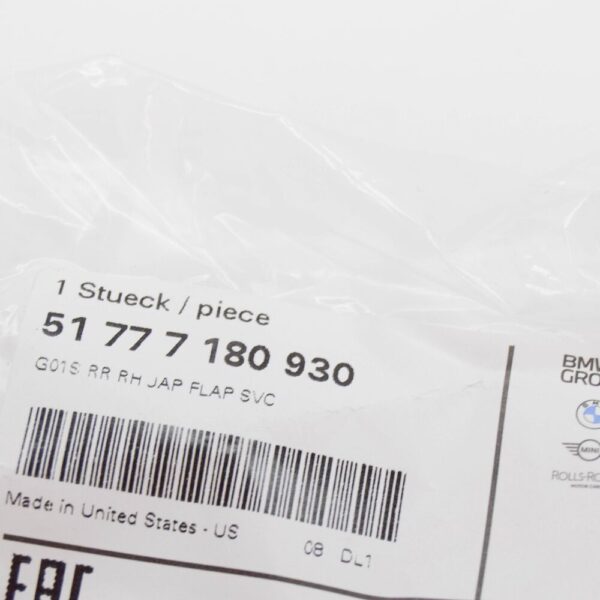 1 Stueck / piece
51 77 7 180 930
G01S RR RH JAP FLAP SVC
Made in United States - US
08 DL1
EAC
BMW
GRO
MINI
ROLLS-RO